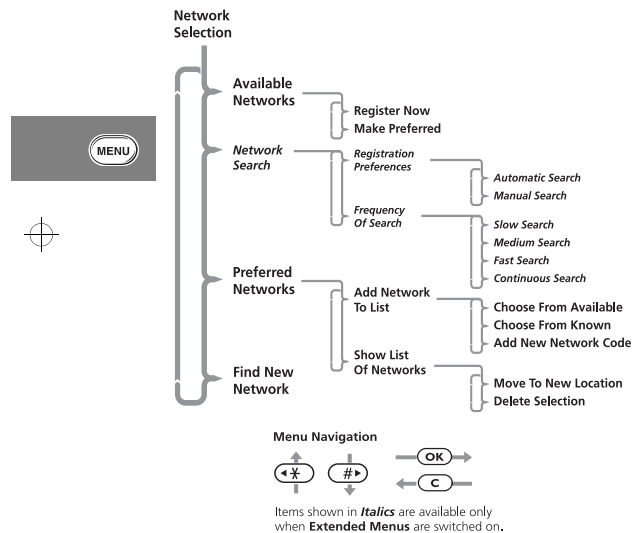 Network
Selection
MENU
Available
Networks
Register Now
Make Preferred
Network
Search
Registration
Preferences
Automatic Search
Manual Search
Frequency
Of Search
Slow Search
Medium Search
Fast Search
Continuous Search
Preferred
Networks
Add Network
To List
Choose From Available
Choose From Known
Add New Network Code
Show List
Of Networks
Move To New Location
Delete Selection
Find New
Network
Menu Navigation
◂* #▸ OK
C
Items shown in Italics are available only
when Extended Menus are switched on.